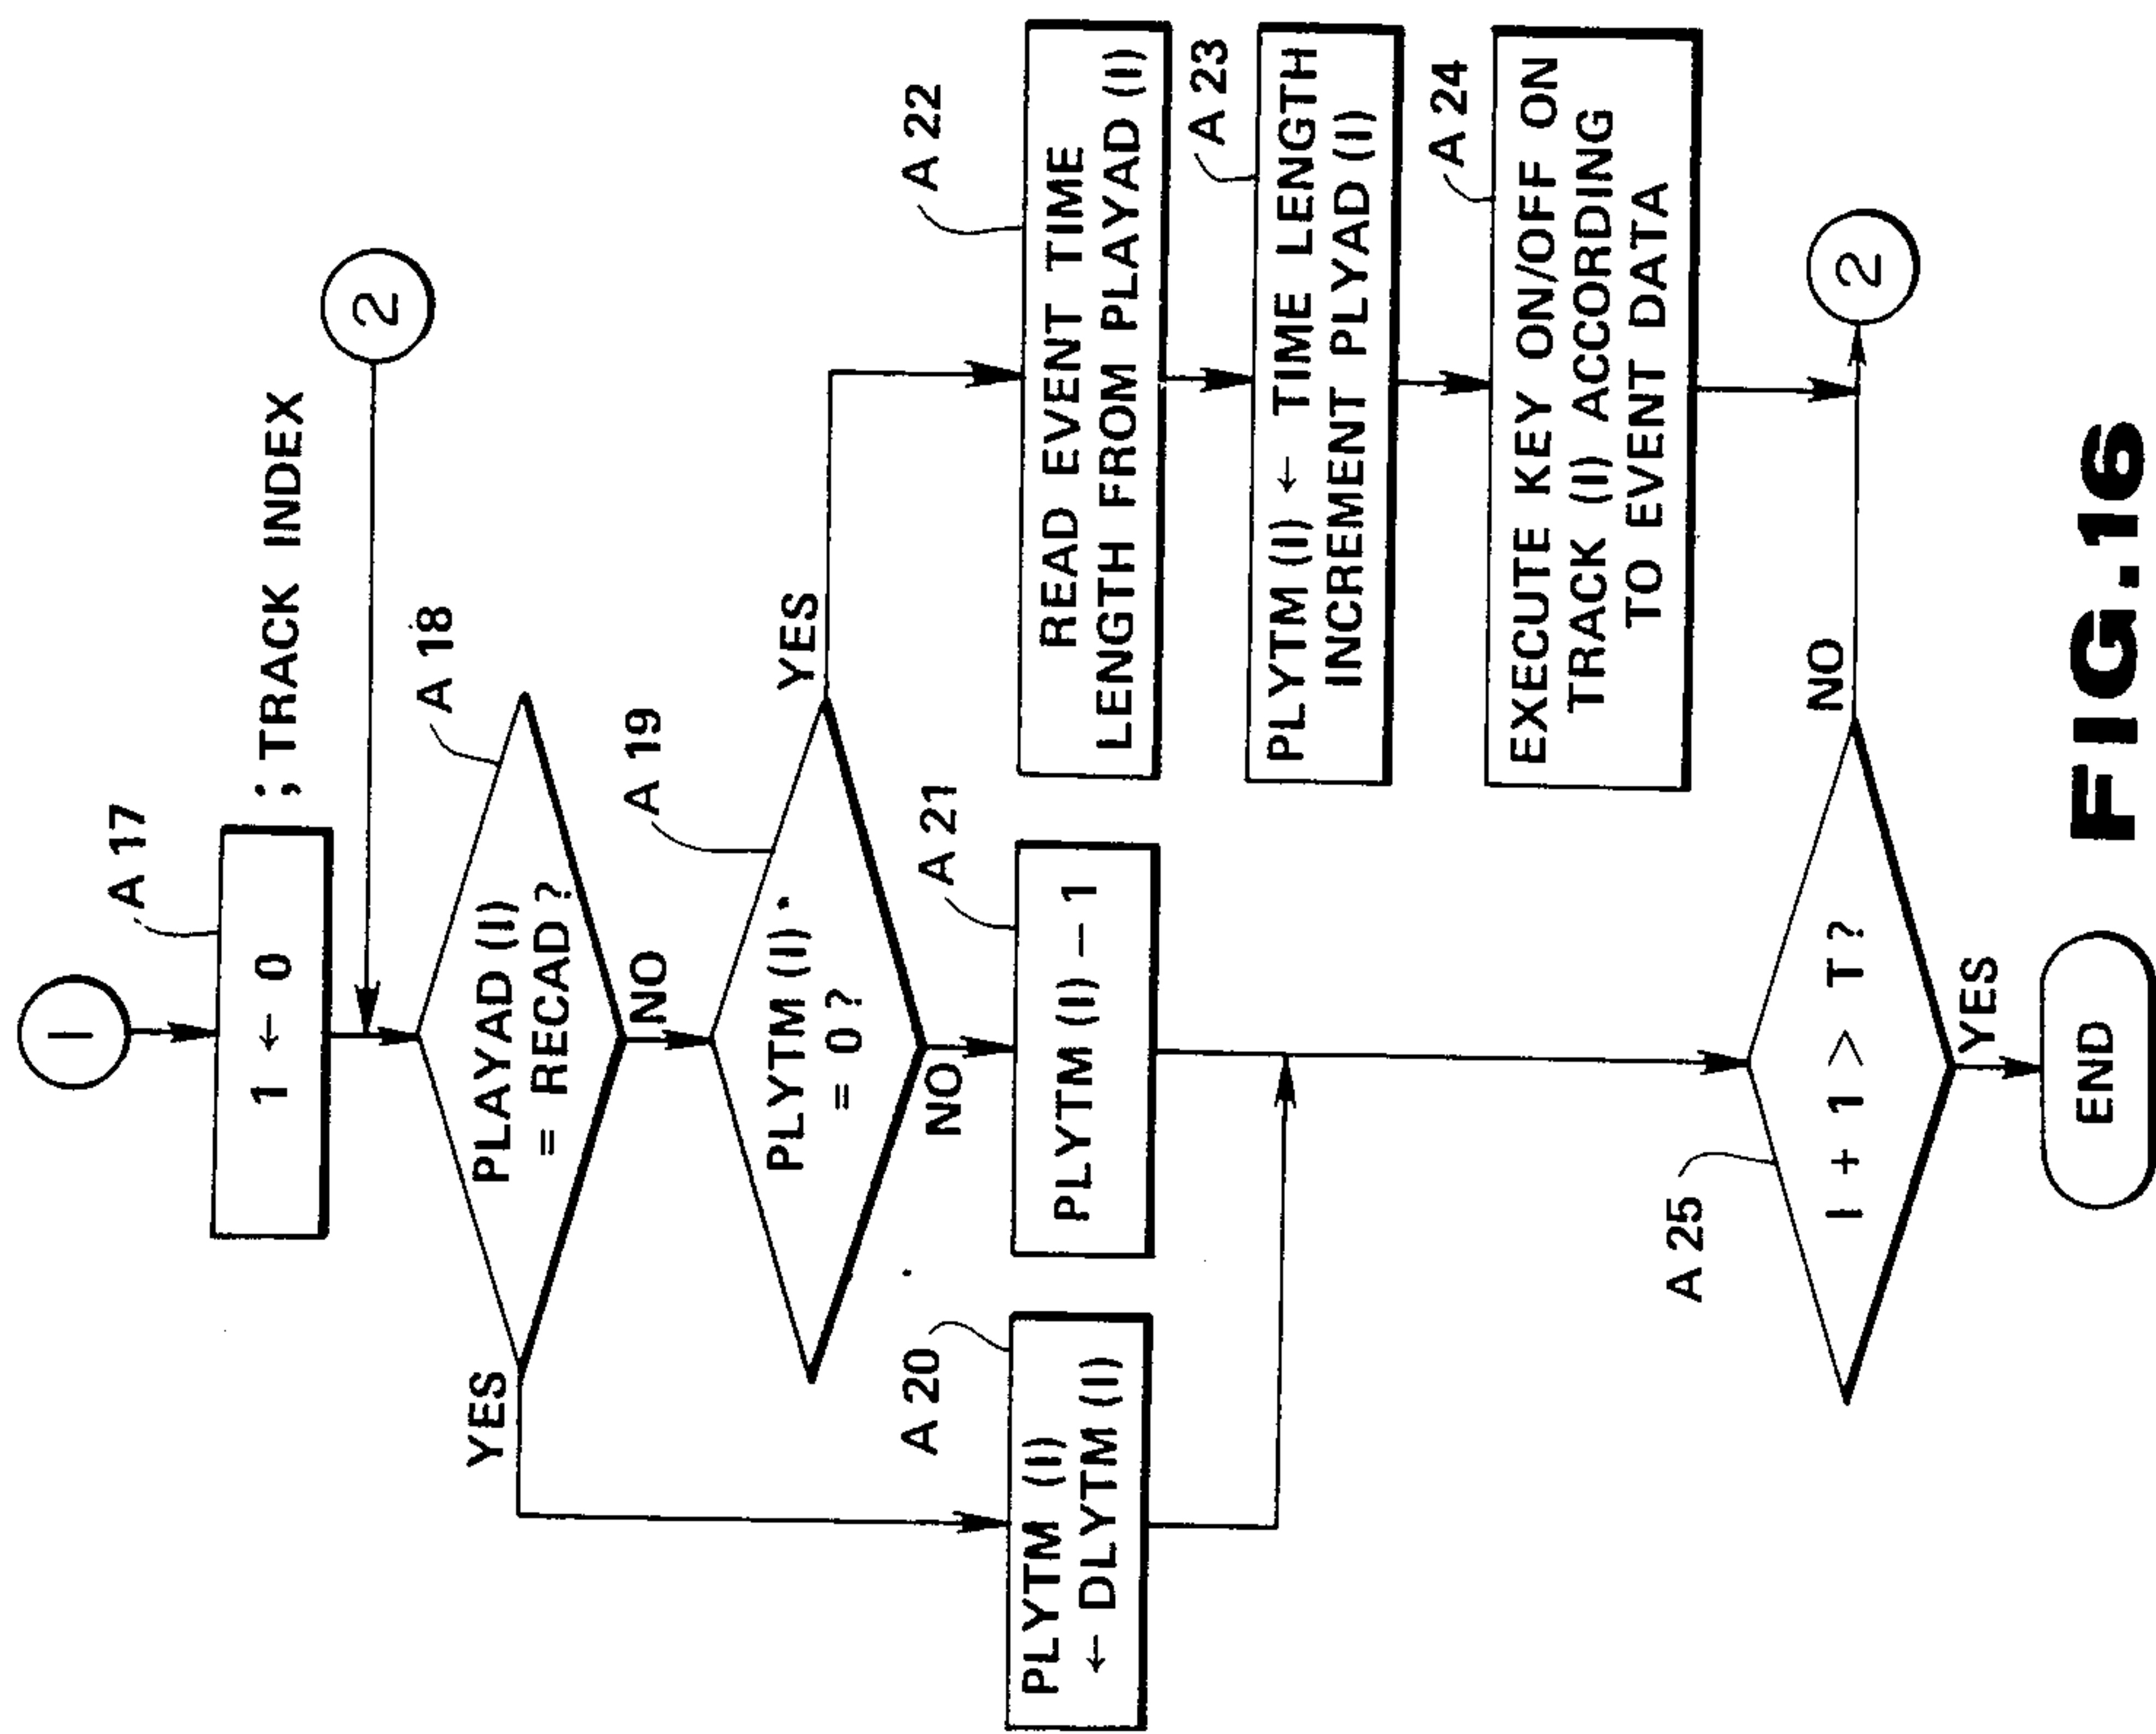 1
A 17
1 ← 0
; TRACK INDEX
2
A 18
PLAYAD (I)
= RECAD?
YES
NO
A 19
PLYTM (I)
= 0?
YES
NO
A 20
PLYTM (I)
← DLYTM (I)
A 21
PLYTM (I) – 1
A 22
READ EVENT TIME
LENGTH FROM PLAYAD (I)
A 23
PLYTM (I) ← TIME LENGTH
INCREMENT PLYAD (I)
A 24
EXECUTE KEY ON/OFF ON
TRACK (I) ACCORDING
TO EVENT DATA
A 25
I + 1 > T?
NO
2
YES
END
FIG.16